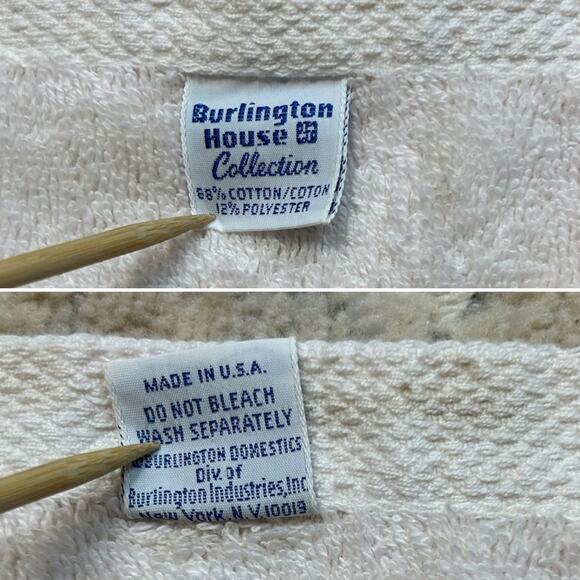 Burlington
House
Collection
88% COTTON/COTON
12% POLYESTER
MADE IN U.S.A.
DO NOT BLEACH
WASH SEPARATELY
©BURLINGTON DOMESTICS
Div. of
Burlington Industries, Inc
New York, N.Y. 10019